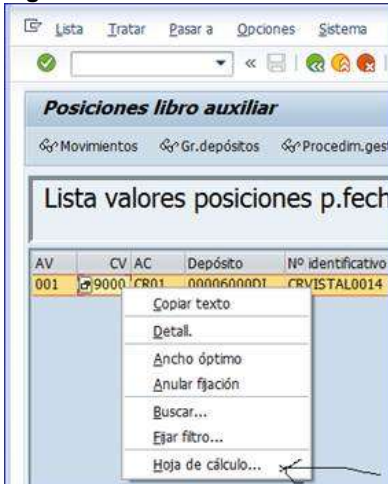 Lista Tratar Pasar a Opciones Sistema
Posiciones libro auxiliar
Movimientos Gr.depósitos Procedim.gest
Lista valores posiciones p.fech
AV CV AC Depósito Nº identificativo
001 9000 CR01 00006000DI CRVISTAL0014
Copiar texto
Detall.
Ancho óptimo
Anular fijación
Buscar...
Fijar filtro...
Hoja de cálculo...